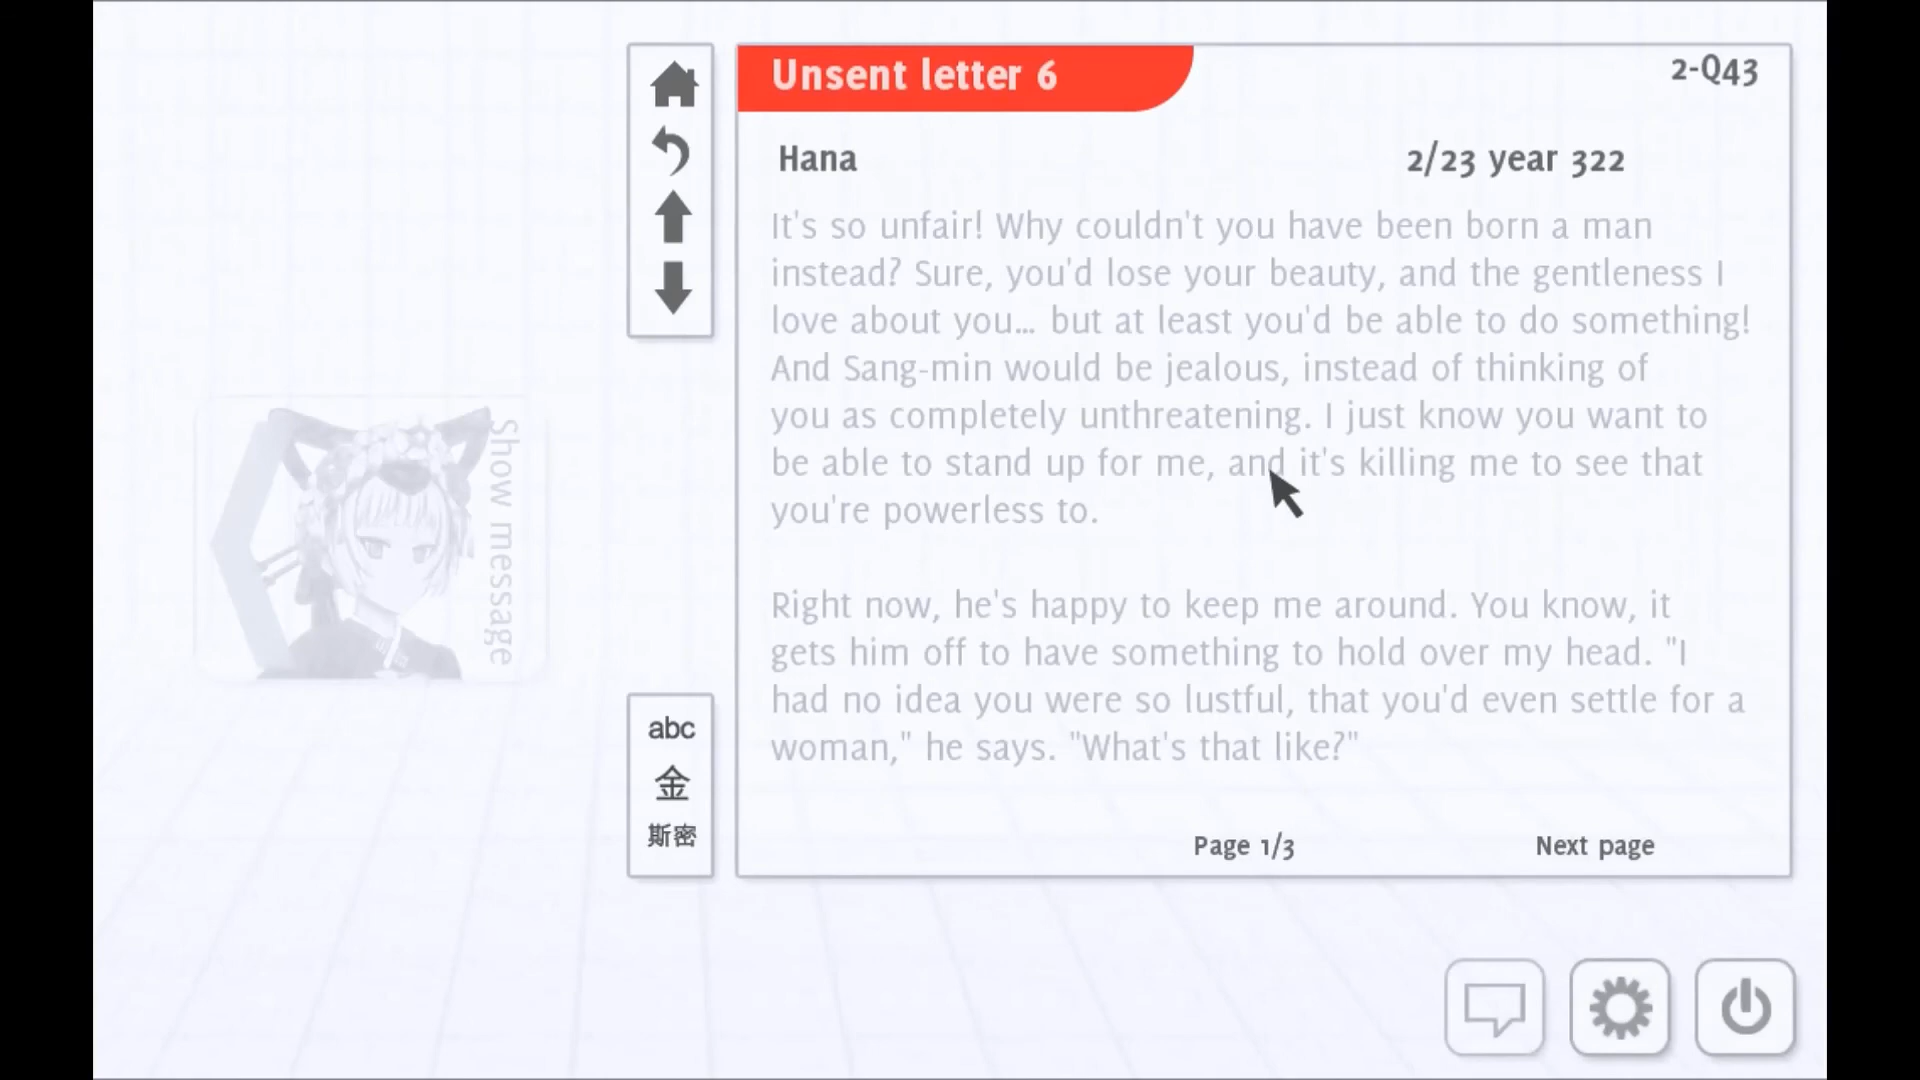 Unsent letter 6
2-Q43
Hana
2/23 year 322
It's so unfair! Why couldn't you have been born a man
instead? Sure, you'd lose your beauty, and the gentleness I
love about you... but at least you'd be able to do something!
And Sang-min would be jealous, instead of thinking of
you as completely unthreatening. I just know you want to
be able to stand up for me, and it's killing me to see that
you're powerless to.
Right now, he's happy to keep me around. You know, it
gets him off to have something to hold over my head. "I
had no idea you were so lustful, that you'd even settle for a
woman," he says. "What's that like?"
Page 1/3
Next page
Show message
abc
金
斯密